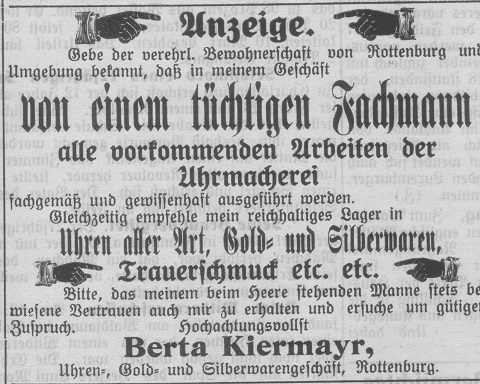 Anzeige.
Gebe der verehrl. Bewohnerschaft von Rottenburg und
Umgebung bekannt, daß in meinem Geschäft
von einem tüchtigen Fachmann
alle vorkommenden Arbeiten der
Uhrmacherei
fachgemäß und gewissenhaft ausgeführt werden.
Gleichzeitig empfehle mein reichhaltiges Lager in
Uhren aller Art, Gold- und Silberwaren,
Trauerschmuck etc. etc.
Bitte, das meinem beim Heere stehenden Manne stets be-
wiesene Vertrauen auch mir zu erhalten und ersuche um gütigen
Zuspruch. Hochachtungsvollst
Berta Kiermayr,
Uhren-, Gold- und Silberwarengeschäft, Rottenburg.